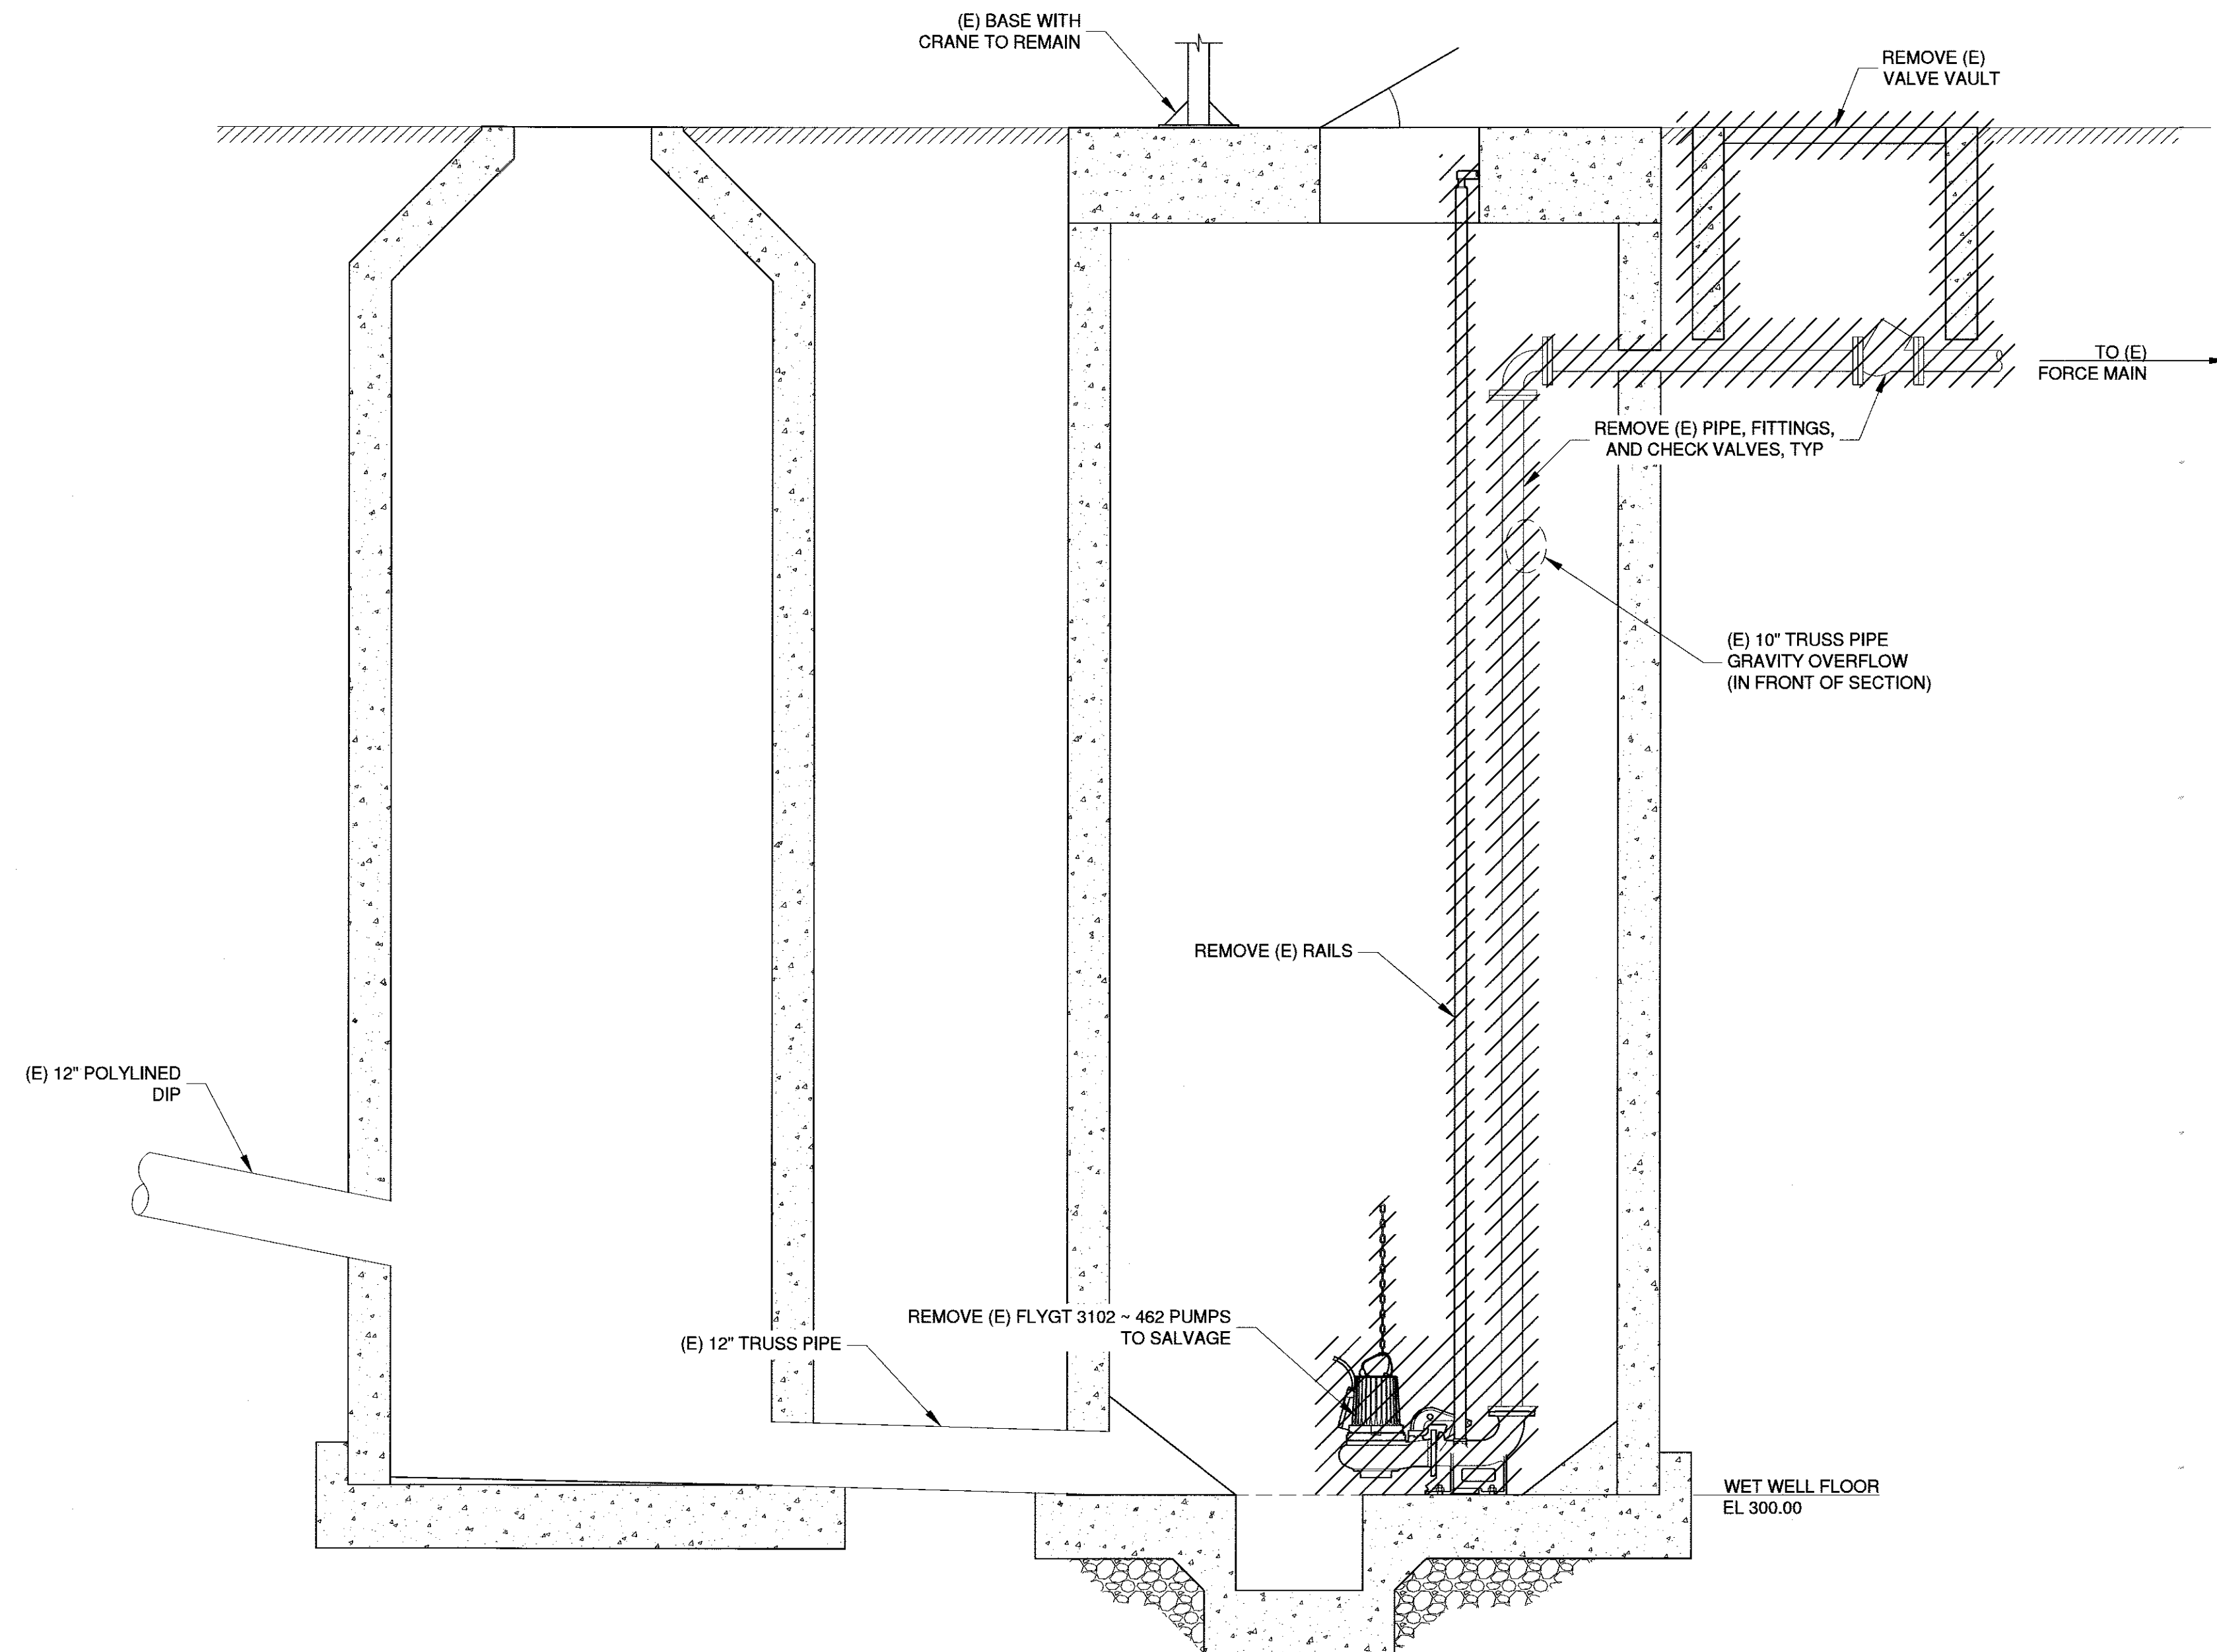 (E) BASE WITH
CRANE TO REMAIN
REMOVE (E)
VALVE VAULT
TO (E)
FORCE MAIN
REMOVE (E) PIPE, FITTINGS,
AND CHECK VALVES, TYP
(E) 10" TRUSS PIPE
GRAVITY OVERFLOW
(IN FRONT OF SECTION)
REMOVE (E) RAILS
(E) 12" POLYLINED
DIP
REMOVE (E) FLYGT 3102 ~ 462 PUMPS
TO SALVAGE
(E) 12" TRUSS PIPE
WET WELL FLOOR
EL 300.00